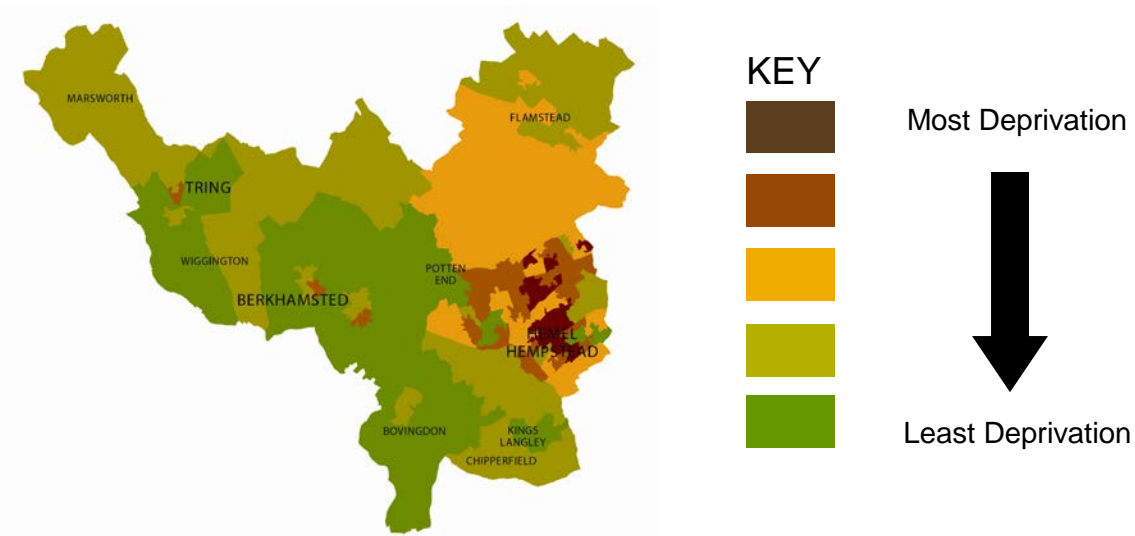 MARSWORTH
FLAMSTEAD
TRING
WIGGINGTON
POTTEN
END
BERKHAMSTED
HEMEL
HEMPSTEAD
BOVINGDON
KINGS
LANGLEY
CHIPPERFIELD
KEY
Most Deprivation
Least Deprivation